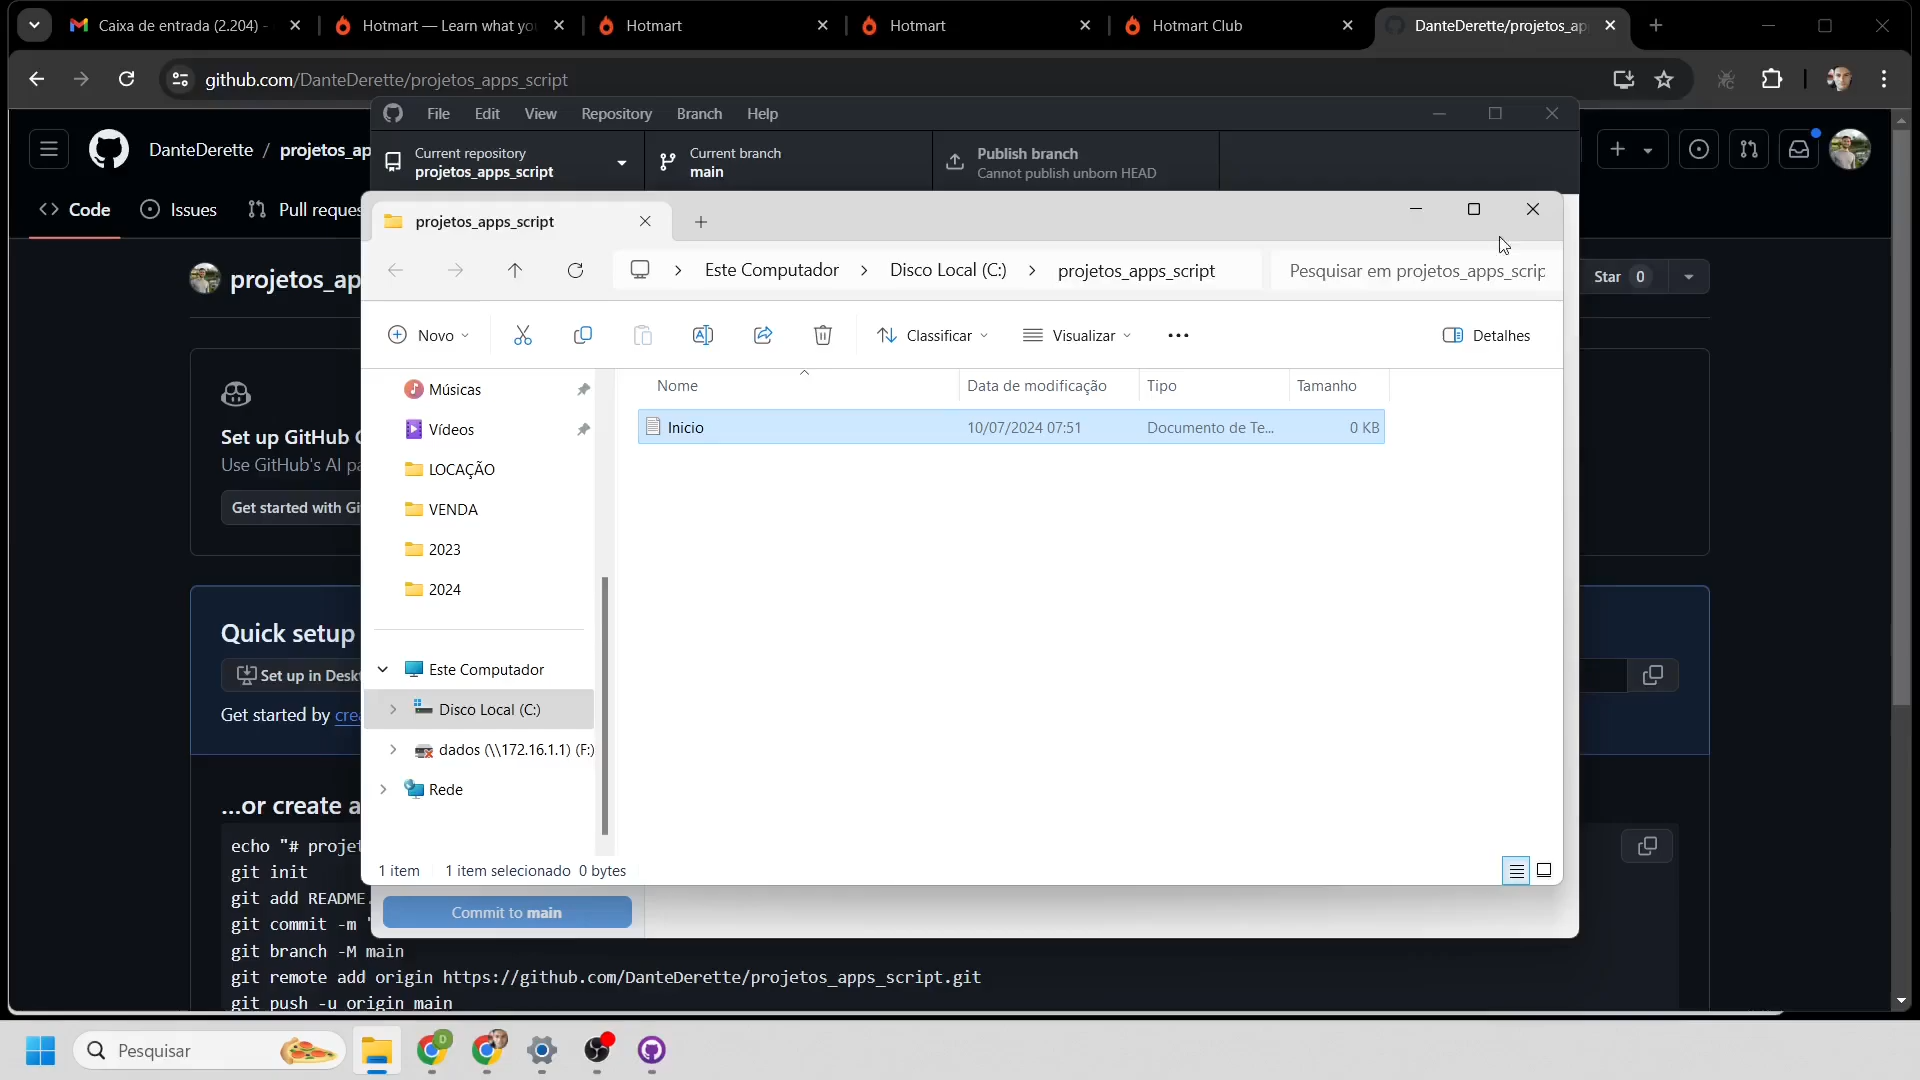 Caixa de entrada (2.204) -
Hotmart — Learn what yo
Hotmart
Hotmart
Hotmart Club
DanteDerette/projetos_ap
github.com/DanteDerette/projetos_apps_script
File Edit View Repository Branch Help
DanteDerette / projetos_ap
Current repository
projetos_apps_script
Current branch
main
Publish branch
Cannot publish unborn HEAD
Code
Issues
Pull reques
projetos_apps_script
projetos_ap
Star 0
Este Computador > Disco Local (C:) > projetos_apps_script
Pesquisar em projetos_apps_scrip
Novo
Classificar
Visualizar
Detalhes
Músicas
Vídeos
LOCAÇÃO
VENDA
2023
2024
Este Computador
Disco Local (C:)
dados (\\172.16.1.1) (F:)
Rede
Nome Data de modificação Tipo Tamanho
Inicio 10/07/2024 07:51 Documento de Te... 0 KB
1 item 1 item selecionado 0 bytes
Set up GitHub C
Use GitHub's AI pa
Get started with Gi
Quick setup
Set up in Deskt
Get started by crea
...or create a
echo "# projet
git init
git add README.
git commit -m "
git branch -M main
git remote add origin https://github.com/DanteDerette/projetos_apps_script.git
git push -u origin main
Commit to main
Pesquisar
D